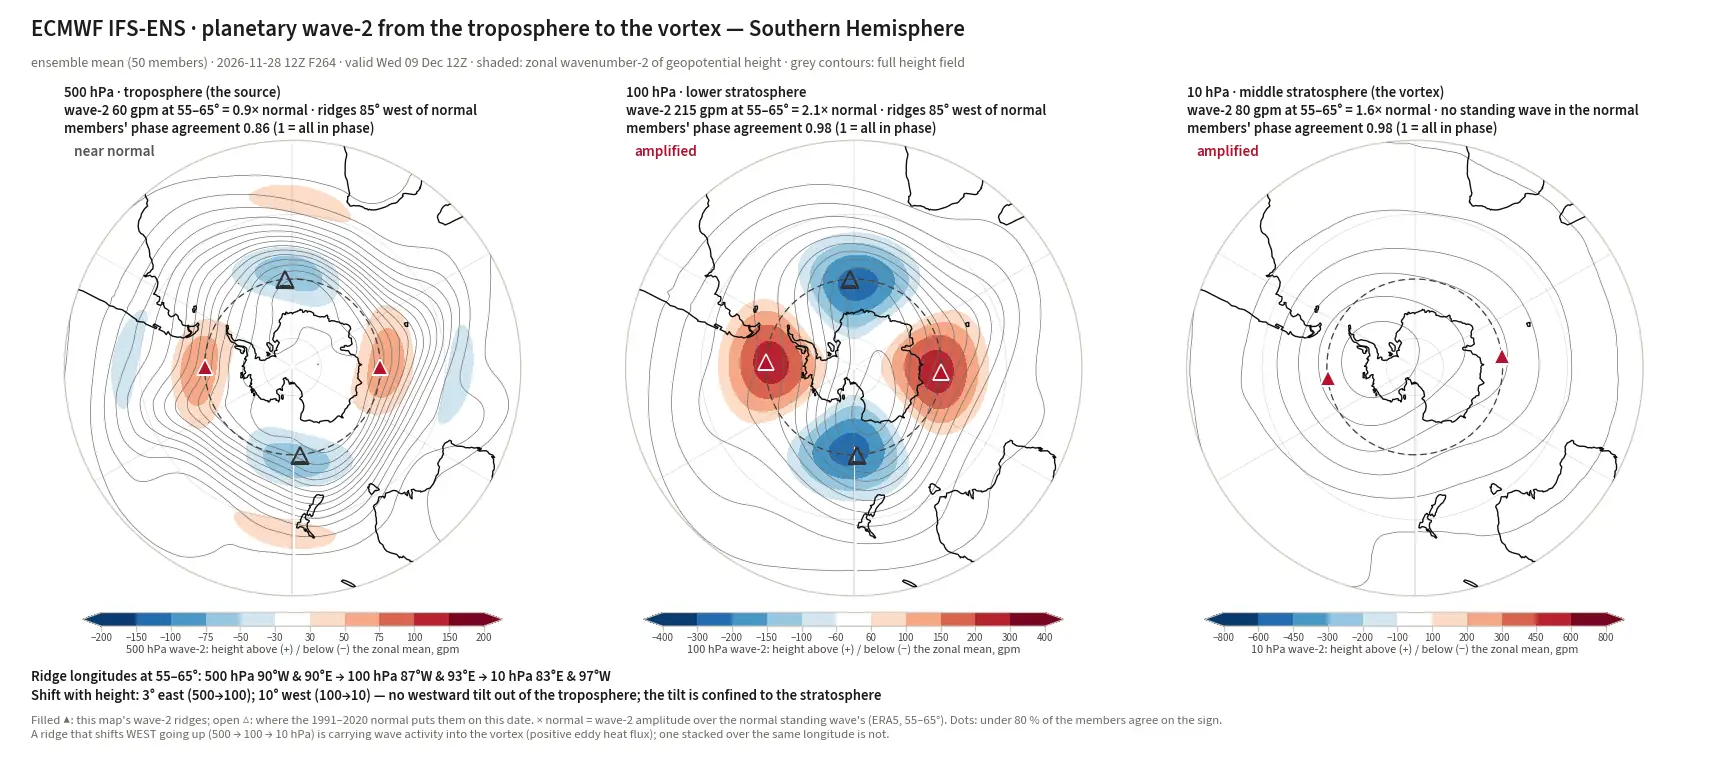 ECMWF IFS-ENS · planetary wave-2 from the troposphere to the vortex — Southern Hemisphere
ensemble mean (50 members) · 2026-11-28 12Z F264 · valid Wed 09 Dec 12Z · shaded: zonal wavenumber-2 of geopotential height · grey contours: full height field
500 hPa · troposphere (the source)
wave-2 60 gpm at 55–65° = 0.9× normal · ridges 85° west of normal
members' phase agreement 0.86 (1 = all in phase)
near normal
100 hPa · lower stratosphere
wave-2 215 gpm at 55–65° = 2.1× normal · ridges 85° west of normal
members' phase agreement 0.98 (1 = all in phase)
amplified
10 hPa · middle stratosphere (the vortex)
wave-2 80 gpm at 55–65° = 1.6× normal · no standing wave in the normal
members' phase agreement 0.98 (1 = all in phase)
amplified
−200 −150 −100 −75 −50 −30 30 50 75 100 150 200
500 hPa wave-2: height above (+) / below (−) the zonal mean, gpm
−400 −300 −200 −150 −100 −60 60 100 150 200 300 400
100 hPa wave-2: height above (+) / below (−) the zonal mean, gpm
−800 −600 −450 −300 −200 −100 100 200 300 450 600 800
10 hPa wave-2: height above (+) / below (−) the zonal mean, gpm
Ridge longitudes at 55–65°: 500 hPa 90°W & 90°E → 100 hPa 87°W & 93°E → 10 hPa 83°E & 97°W
Shift with height: 3° east (500→100); 10° west (100→10) — no westward tilt out of the troposphere; the tilt is confined to the stratosphere
Filled ▲: this map's wave-2 ridges; open △: where the 1991–2020 normal puts them on this date. × normal = wave-2 amplitude over the normal standing wave's (ERA5, 55–65°). Dots: under 80 % of the members agree on the sign.
A ridge that shifts WEST going up (500 → 100 → 10 hPa) is carrying wave activity into the vortex (positive eddy heat flux); one stacked over the same longitude is not.